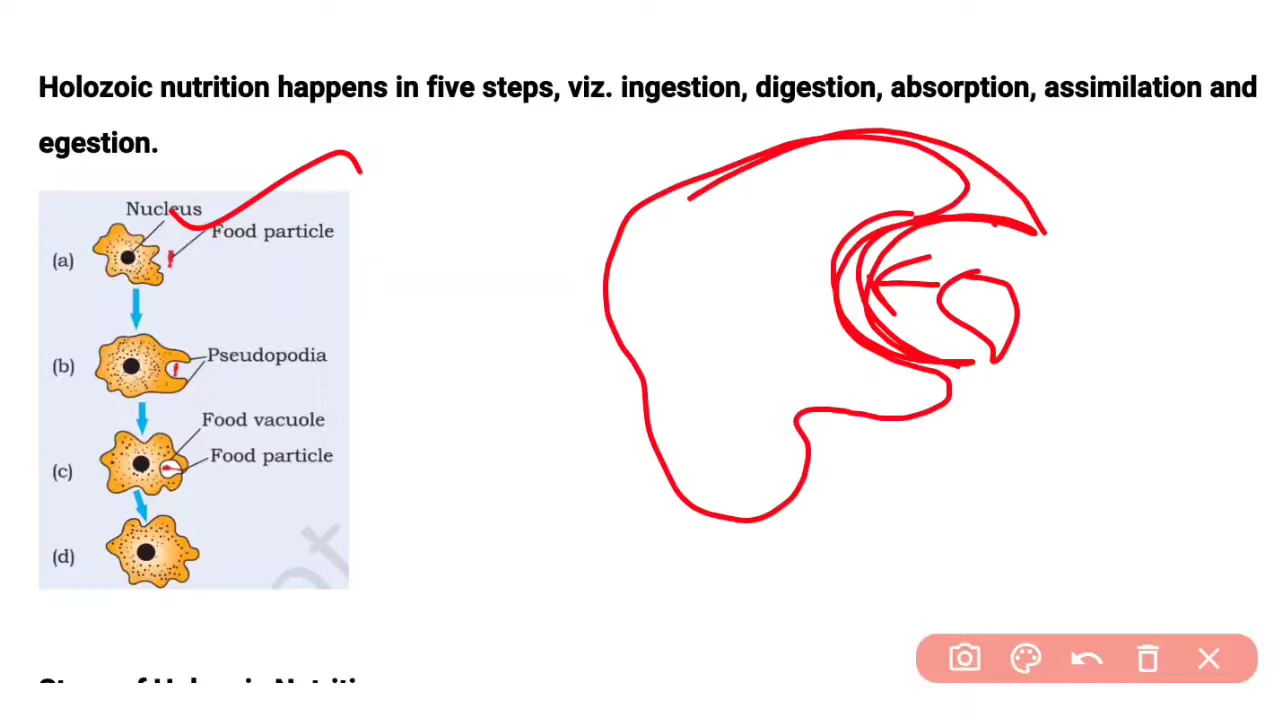 Holozoic nutrition happens in five steps, viz. ingestion, digestion, absorption, assimilation and
egestion.
Nucleus
Food particle
(a)
Pseudopodia
(b)
Food vacuole
Food particle
(c)
(d)